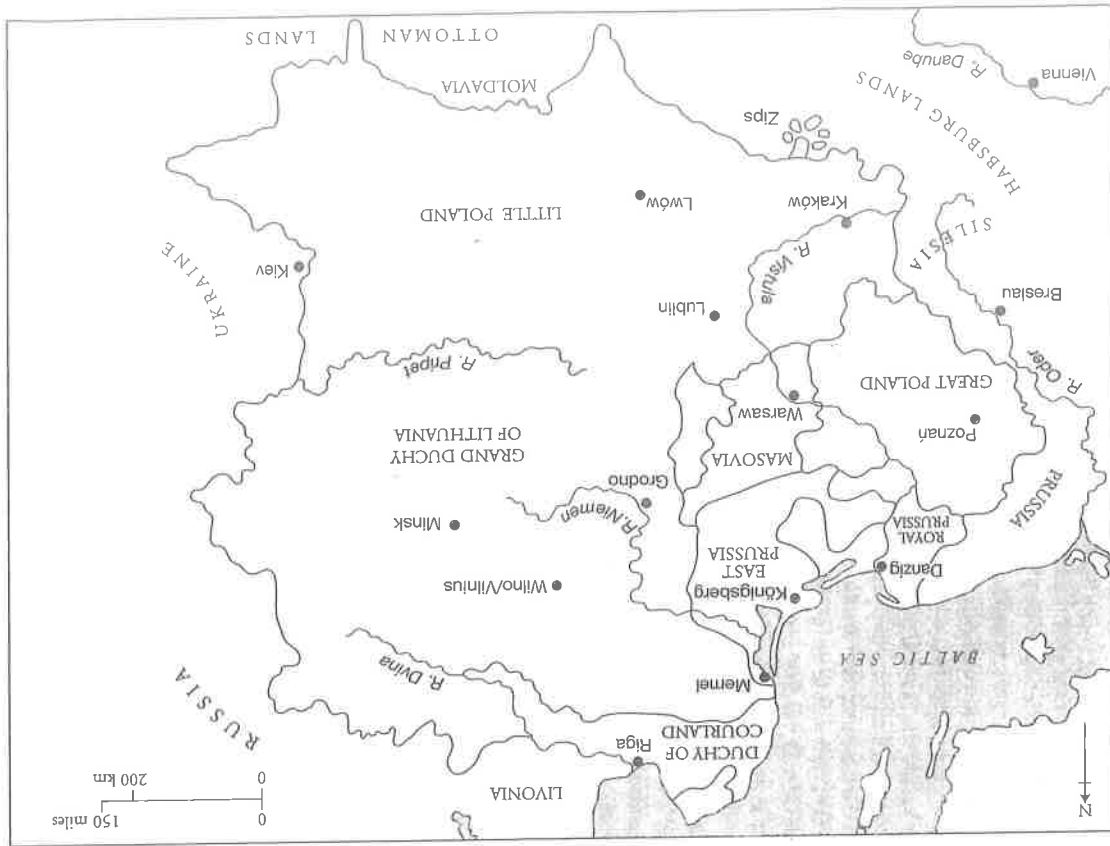 N
0 150 miles
0 200 km
LIVONIA
Riga
DUCHY OF
COURLAND
RUSSIA
BALTIC SEA
Memel
R. Dvina
Königsberg
EAST
PRUSSIA
Wilno/Vilnius
Danzig
ROYAL
PRUSSIA
Minsk
R. Niemen
Grodno
PRUSSIA
MASOVIA
GRAND DUCHY
OF LITHUANIA
Poznań
Warsaw
GREAT POLAND
R. Oder
R. Pripet
Breslau
Lublin
Kiev
UKRAINE
R. Vistula
SILESIA
Kraków
Lwów
LITTLE POLAND
HABSBURG LANDS
Zips
Vienna
R. Danube
MOLDAVIA
OTTOMAN
LANDS